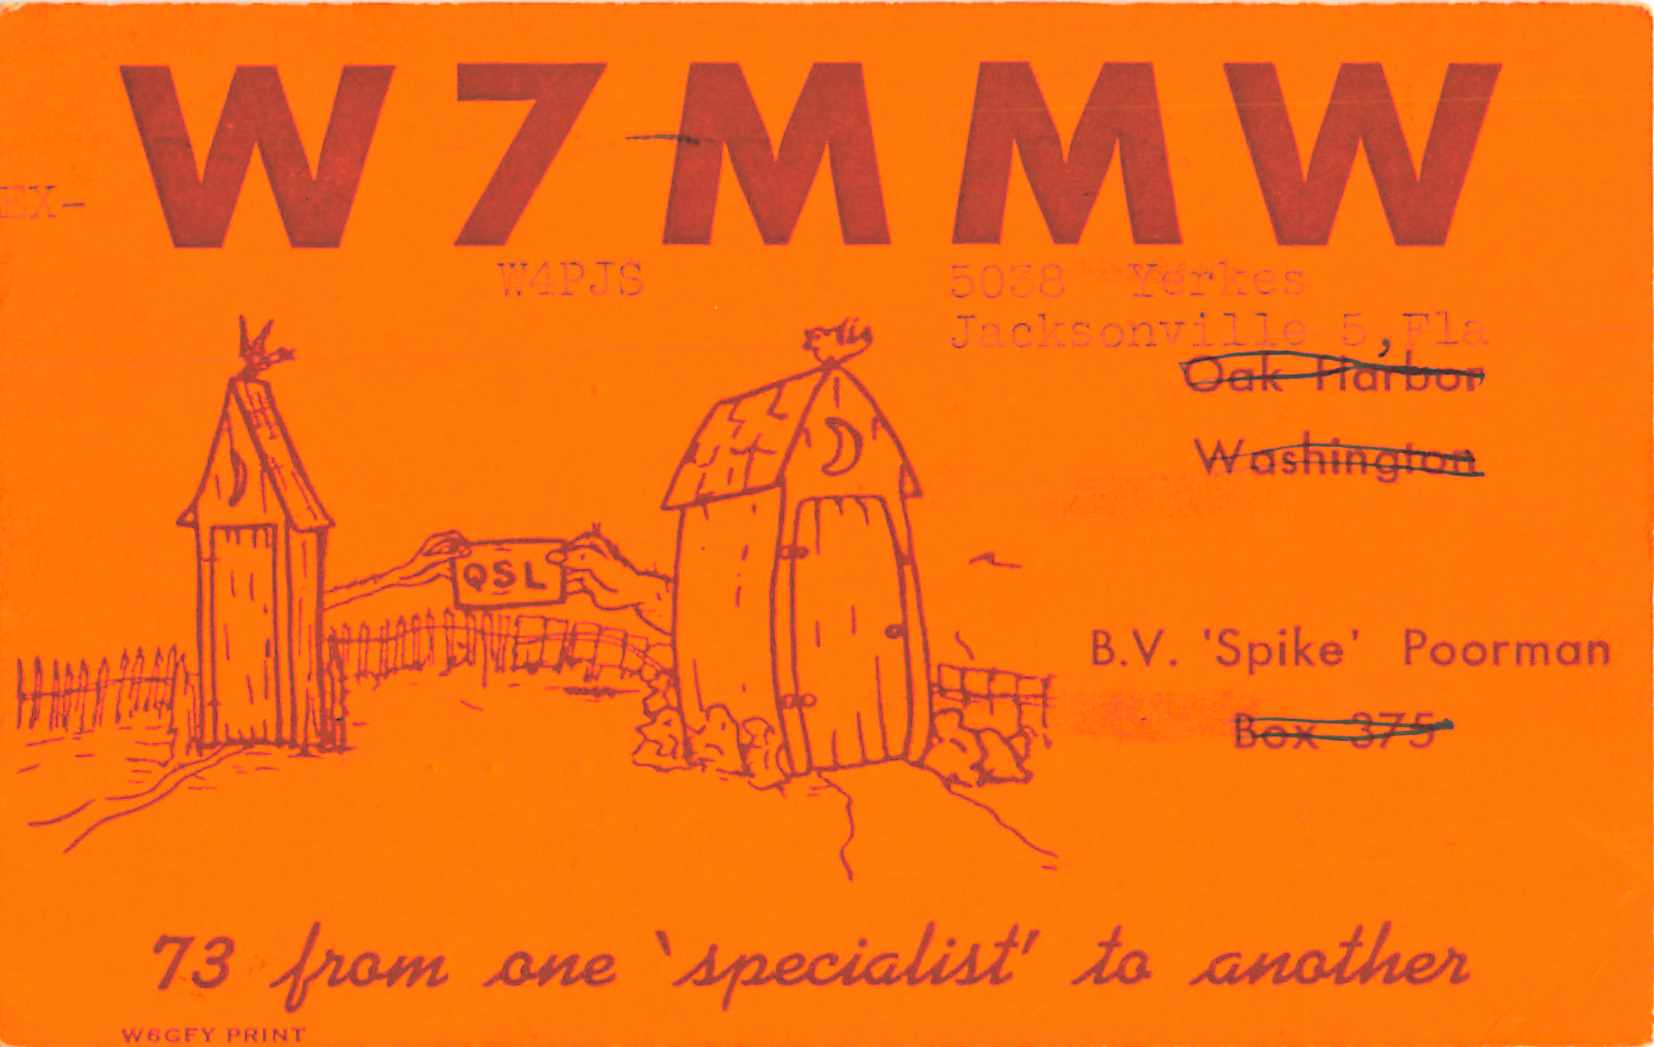 W7MMW
EX-
W4PJS
5038 Yerkes
Jacksonville 5, Fla
Oak Harbor
Washington
QSL
B.V. 'Spike' Poorman
Box 375
73 from one 'specialist' to another
W6GFY PRINT